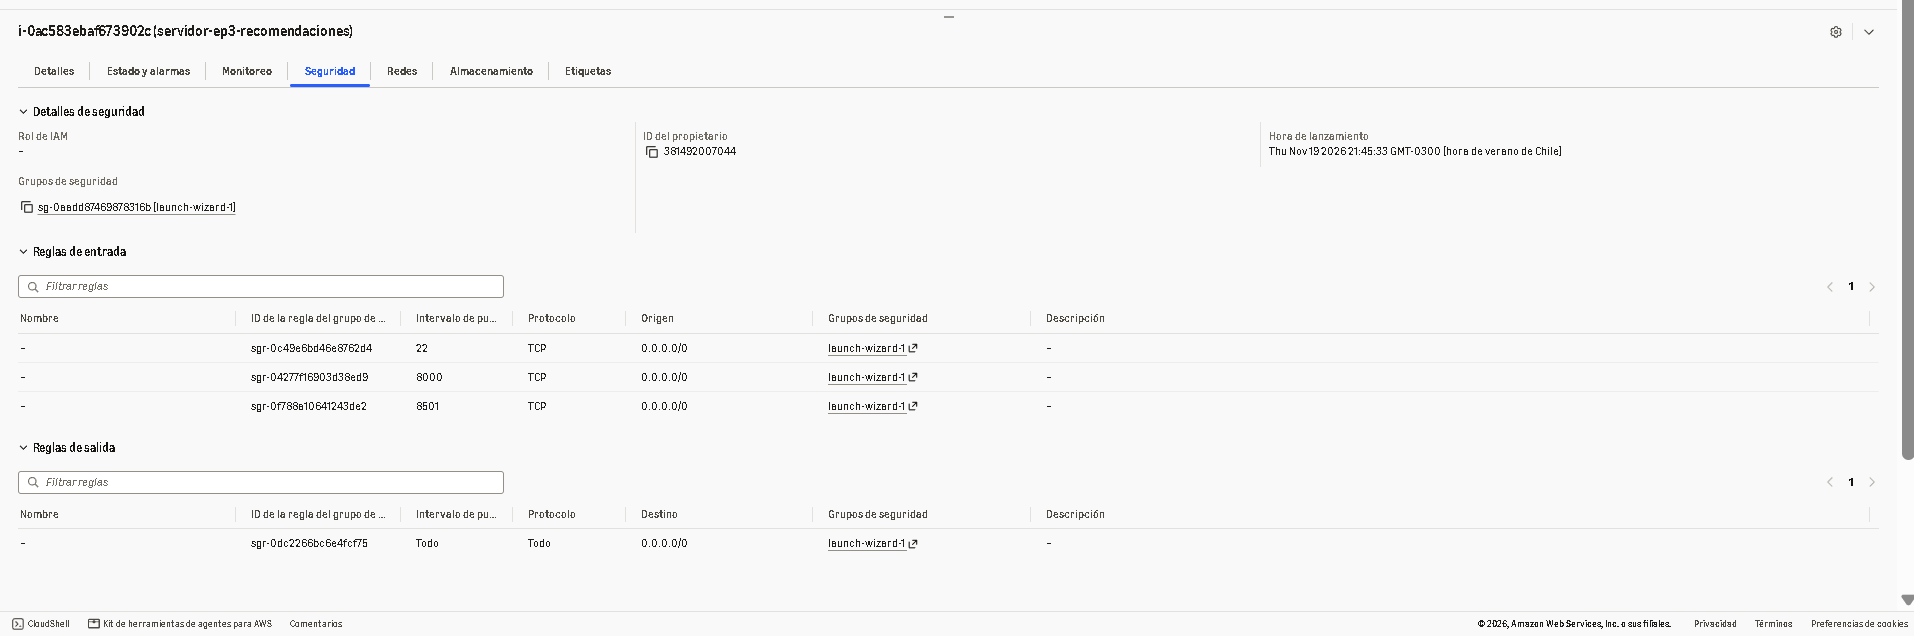 i-0ac583ebaf673902c (servidor-ep3-recomendaciones)
Detalles Estado y alarmas Monitoreo Seguridad Redes Almacenamiento Etiquetas
Detalles de seguridad
Rol de IAM
-
ID del propietario
381492007044
Hora de lanzamiento
Thu Nov 19 2026 21:45:33 GMT-0300 (hora de verano de Chile)
Grupos de seguridad
sg-0aadd87469878316b (launch-wizard-1)
Reglas de entrada
Filtrar reglas
1
Nombre ID de la regla del grupo de ... Intervalo de pu... Protocolo Origen Grupos de seguridad Descripción
- sgr-0c49e6bd46e8762d4 22 TCP 0.0.0.0/0 launch-wizard-1 -
- sgr-04277f16903d38ed9 8000 TCP 0.0.0.0/0 launch-wizard-1 -
- sgr-0f788a10641243de2 8501 TCP 0.0.0.0/0 launch-wizard-1 -
Reglas de salida
Filtrar reglas
1
Nombre ID de la regla del grupo de ... Intervalo de pu... Protocolo Destino Grupos de seguridad Descripción
- sgr-0dc2266bc6e4fcf75 Todo Todo 0.0.0.0/0 launch-wizard-1 -
CloudShell Kit de herramientas de agentes para AWS Comentarios © 2026, Amazon Web Services, Inc. o sus filiales. Privacidad Términos Preferencias de cookies